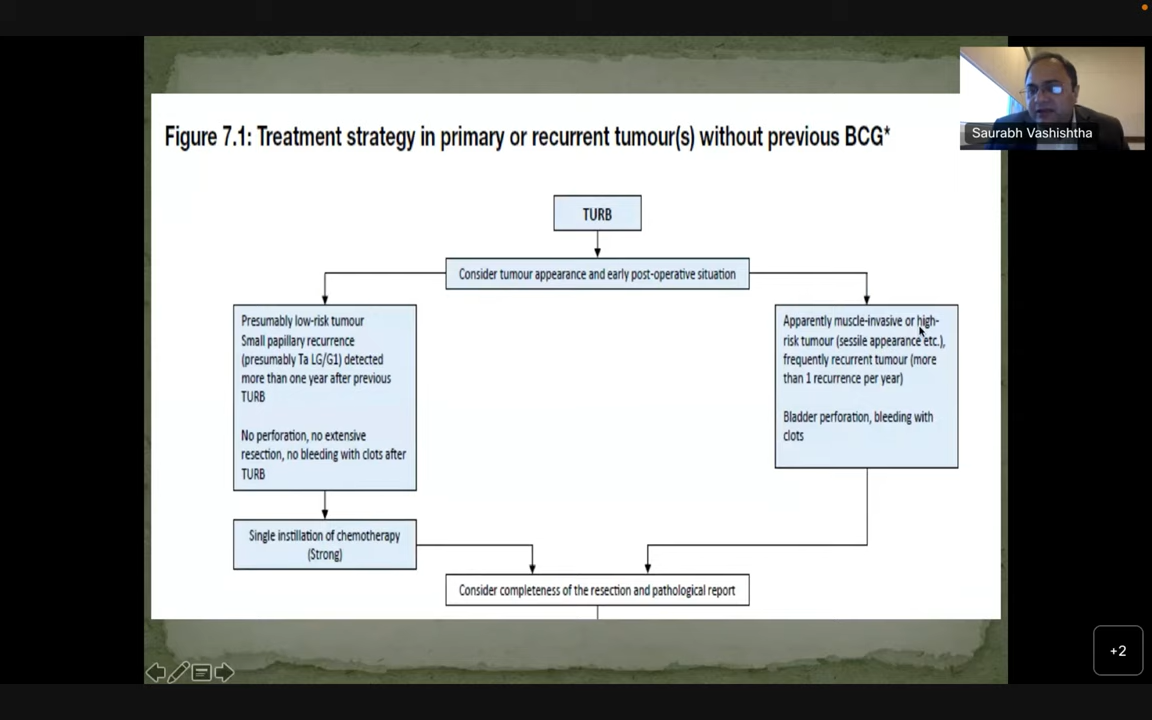 Saurabh Vashishtha
Figure 7.1: Treatment strategy in primary or recurrent tumour(s) without previous BCG*
TURB
Consider tumour appearance and early post-operative situation
Presumably low-risk tumour
Small papillary recurrence
(presumably Ta LG/G1) detected
more than one year after previous
TURB
No perforation, no extensive
resection, no bleeding with clots after
TURB
Apparently muscle-invasive or high-
risk tumour (sessile appearance etc.),
frequently recurrent tumour (more
than 1 recurrence per year)
Bladder perforation, bleeding with
clots
Single instillation of chemotherapy
(Strong)
Consider completeness of the resection and pathological report
+2